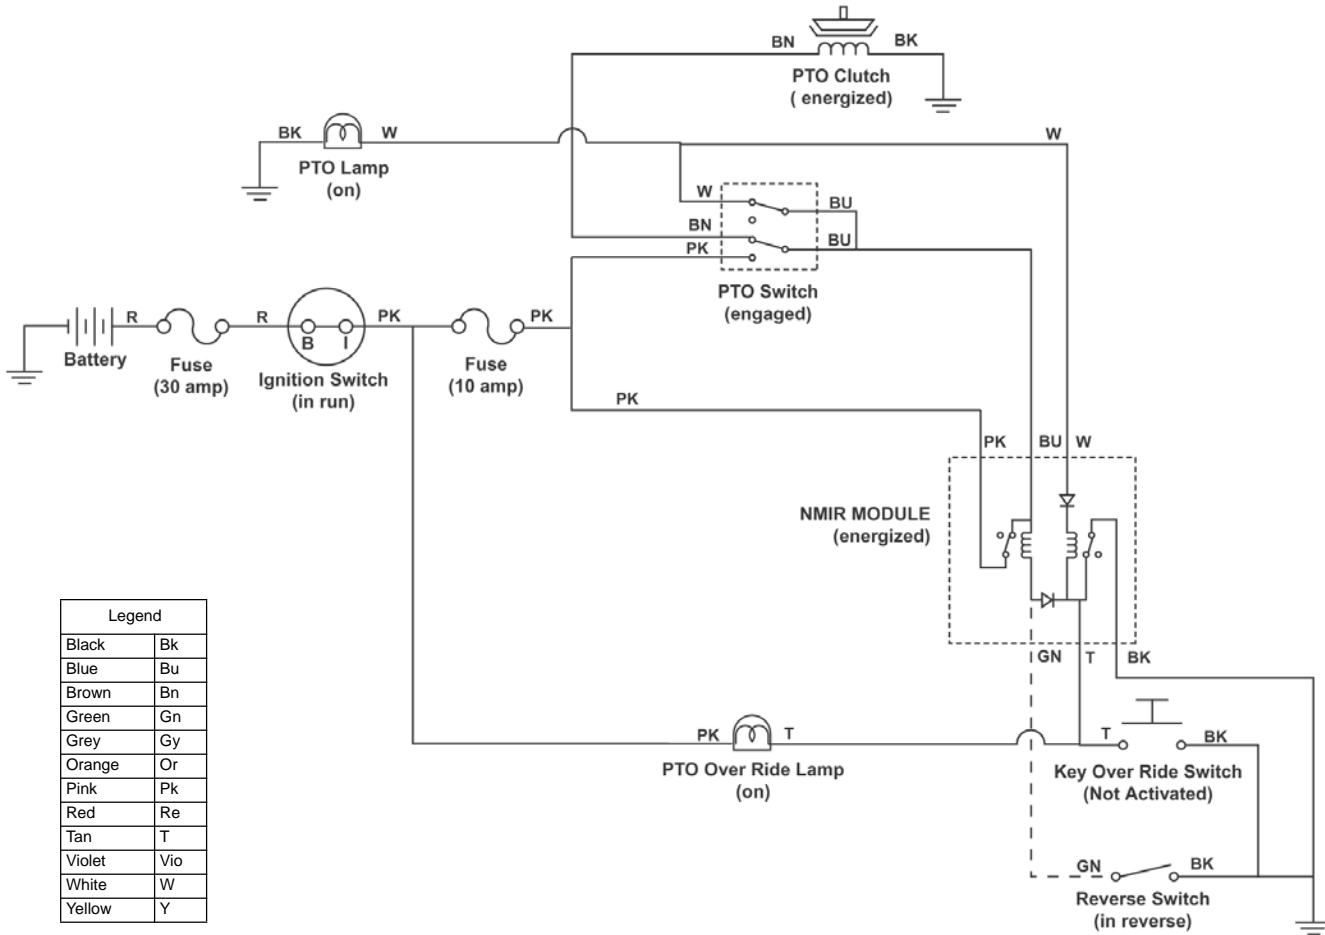 BN
BK
PTO Clutch
( energized)
BK
W
W
PTO Lamp
(on)
W
BU
BN
BU
PK
PTO Switch
(engaged)
R
R
PK
PK
B
I
Battery
Fuse
(30 amp)
Ignition Switch
(in run)
Fuse
(10 amp)
PK
PK
BU
W
NMIR MODULE
(energized)
Legend
Black Bk
Blue Bu
Brown Bn
Green Gn
Grey Gy
Orange Or
Pink Pk
Red Re
Tan T
Violet Vio
White W
Yellow Y
GN
T
BK
PK
T
T
BK
PTO Over Ride Lamp
(on)
Key Over Ride Switch
(Not Activated)
GN
BK
Reverse Switch
(in reverse)